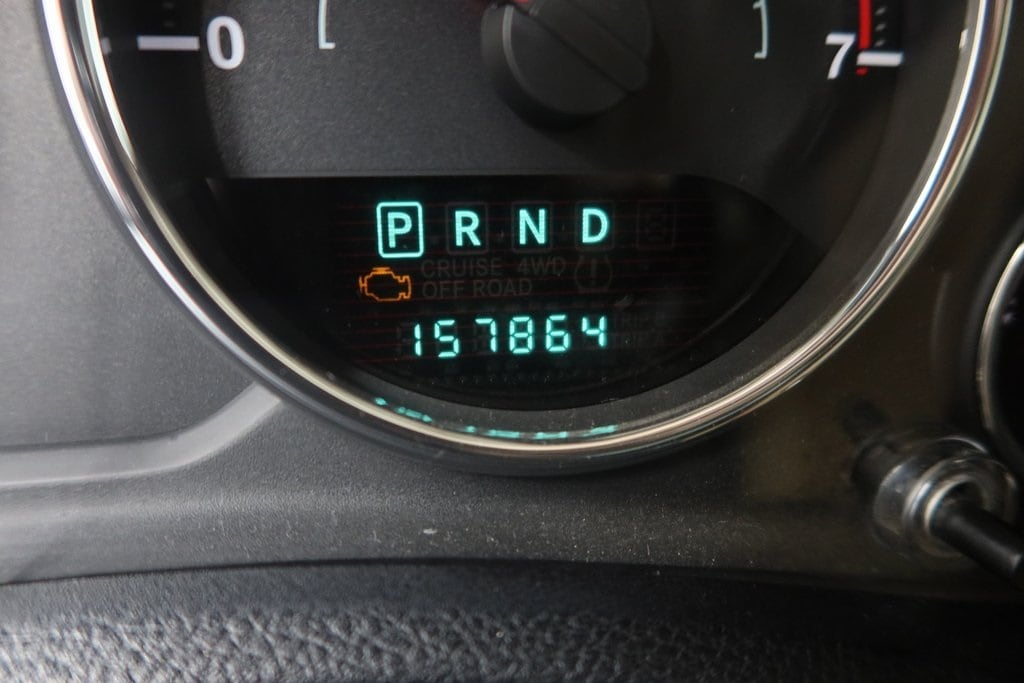 0 7
P R N D
CRUISE 4WD (!)
OFF ROAD
157864